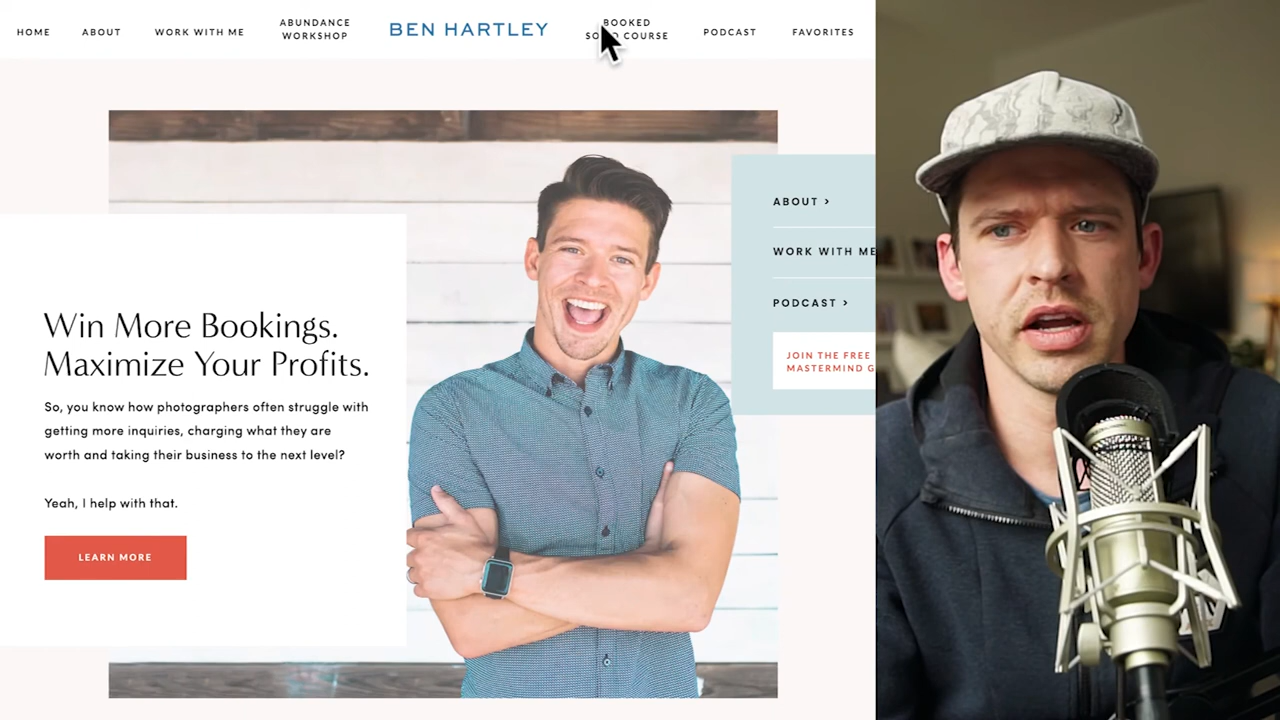 HOME
ABOUT
WORK WITH ME
ABUNDANCE
WORKSHOP
BEN HARTLEY
BOOKED
COURSE
PODCAST
FAVORITES
Win More Bookings.
Maximize Your Profits.
So, you know how photographers often struggle with
getting more inquiries, charging what they are
worth and taking their business to the next level?
Yeah, I help with that.
LEARN MORE
ABOUT >
WORK WITH ME
PODCAST >
JOIN THE FREE
MASTERMIND G